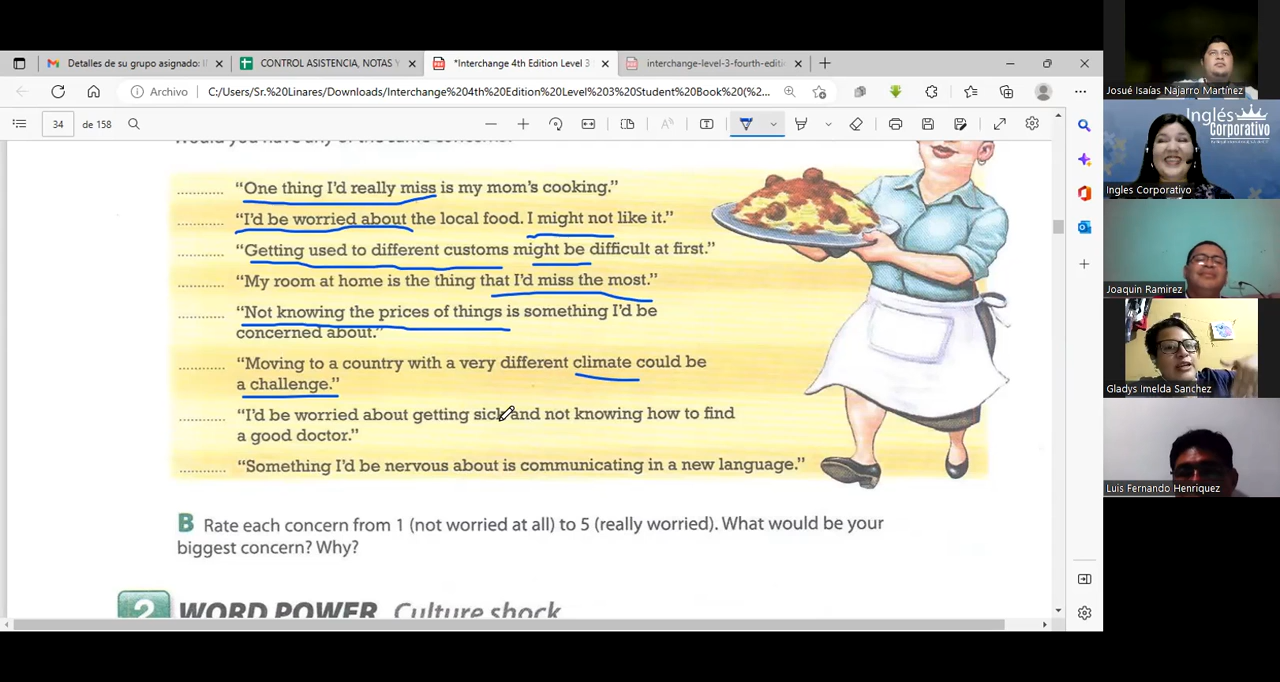 Detalles de su grupo asignado: I
CONTROL ASISTENCIA, NOTAS Y
*Interchange 4th Edition Level 3
interchange-level-3-fourth-editi
Archivo
C:/Users/Sr.%20Linares/Downloads/Interchange%204th%20Edition%20Level%203%20Student%20Book%20(%2...
34
de 158
Would you have any of the same concerns?
.......... "One thing I'd really miss is my mom's cooking."
.......... "I'd be worried about the local food. I might not like it."
.......... "Getting used to different customs might be difficult at first."
.......... "My room at home is the thing that I'd miss the most."
.......... "Not knowing the prices of things is something I'd be
concerned about."
.......... "Moving to a country with a very different climate could be
a challenge."
.......... "I'd be worried about getting sick and not knowing how to find
a good doctor."
.......... "Something I'd be nervous about is communicating in a new language."
B Rate each concern from 1 (not worried at all) to 5 (really worried). What would be your
biggest concern? Why?
2 WORD POWER Culture shock
Josué Isaías Najarro Martínez
Inglés
Corporativo
Ingles Corporativo
Joaquin Ramirez
Gladys Imelda Sanchez
Luis Fernando Henriquez